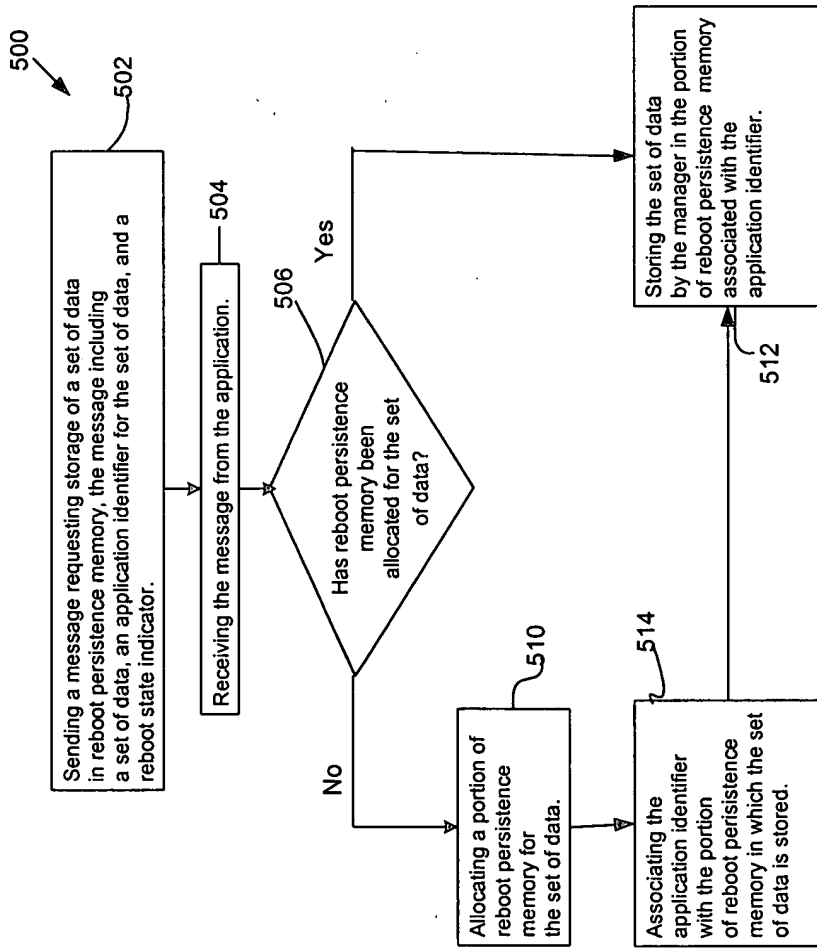 500
502
Sending a message requesting storage of a set of data
in reboot persistence memory, the message including
a set of data, an application identifier for the set of data, and a
reboot state indicator.
504
Receiving the message from the application.
506
Has reboot persistence
memory been
allocated for the set
of data?
Yes
No
510
Allocating a portion of
reboot persistence
memory for
the set of data.
514
Associating the
application identifier
with the portion
of reboot perisistence
memory in which the set
of data is stored.
Storing the set of data
by the manager in the portion
of reboot persistence memory
associated with the
application identifier.
512